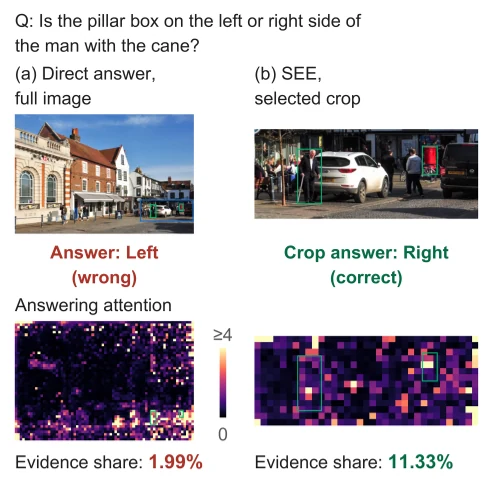 Q: Is the pillar box on the left or right side of
the man with the cane?
(a) Direct answer,
full image
(b) SEE,
selected crop
Answer: Left
(wrong)
Crop answer: Right
(correct)
Answering attention
≥4
0
Evidence share: 1.99%
Evidence share: 11.33%